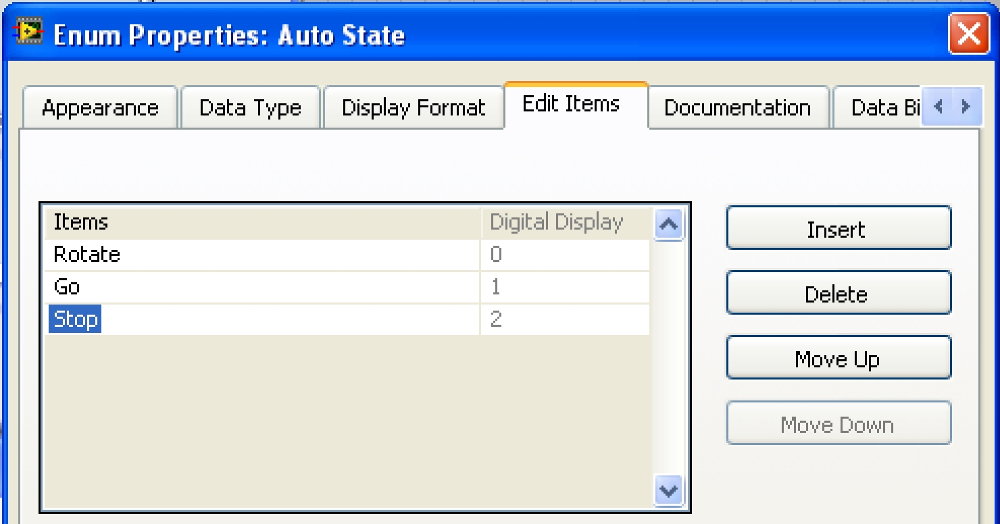 Enum Properties: Auto State
Appearance Data Type Display Format Edit Items Documentation Data Bi
Items Digital Display
Rotate 0
Go 1
Stop 2
Insert
Delete
Move Up
Move Down